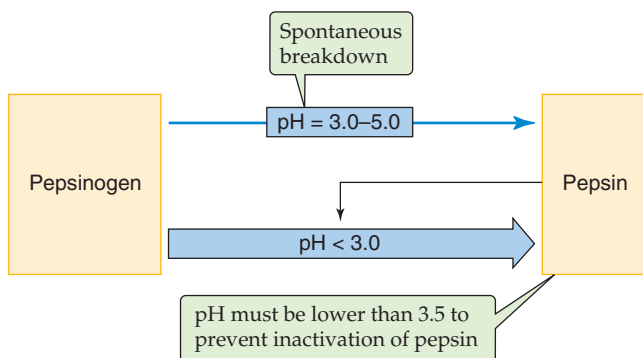 Spontaneous
breakdown
pH = 3.0–5.0
Pepsinogen
Pepsin
pH < 3.0
pH must be lower than 3.5 to
prevent inactivation of pepsin